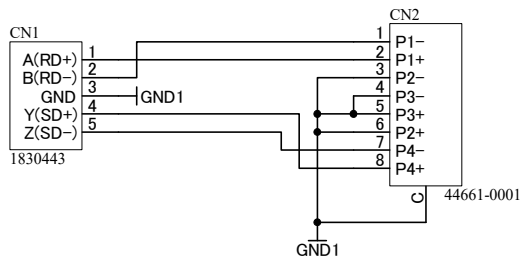 CN1
A(RD+) 1
B(RD-) 2
GND 3
Y(SD+) 4
Z(SD-) 5
1830443
GND1
CN2
1 P1-
2 P1+
3 P2-
4 P3-
5 P3+
6 P2+
7 P4-
8 P4+
C
44661-0001
GND1